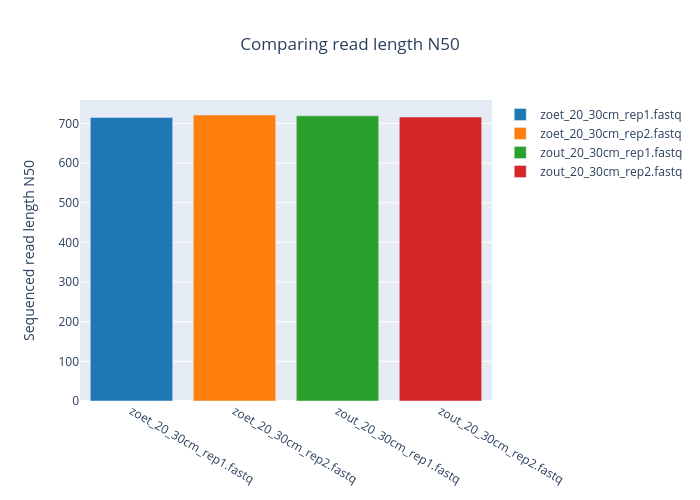 Comparing read length N50
zoet_20_30cm_rep1.fastq
zoet_20_30cm_rep2.fastq
zout_20_30cm_rep1.fastq
zout_20_30cm_rep2.fastq
Sequenced read length N50
700
600
500
400
300
200
100
0
zoet_20_30cm_rep1.fastq
zoet_20_30cm_rep2.fastq
zout_20_30cm_rep1.fastq
zout_20_30cm_rep2.fastq